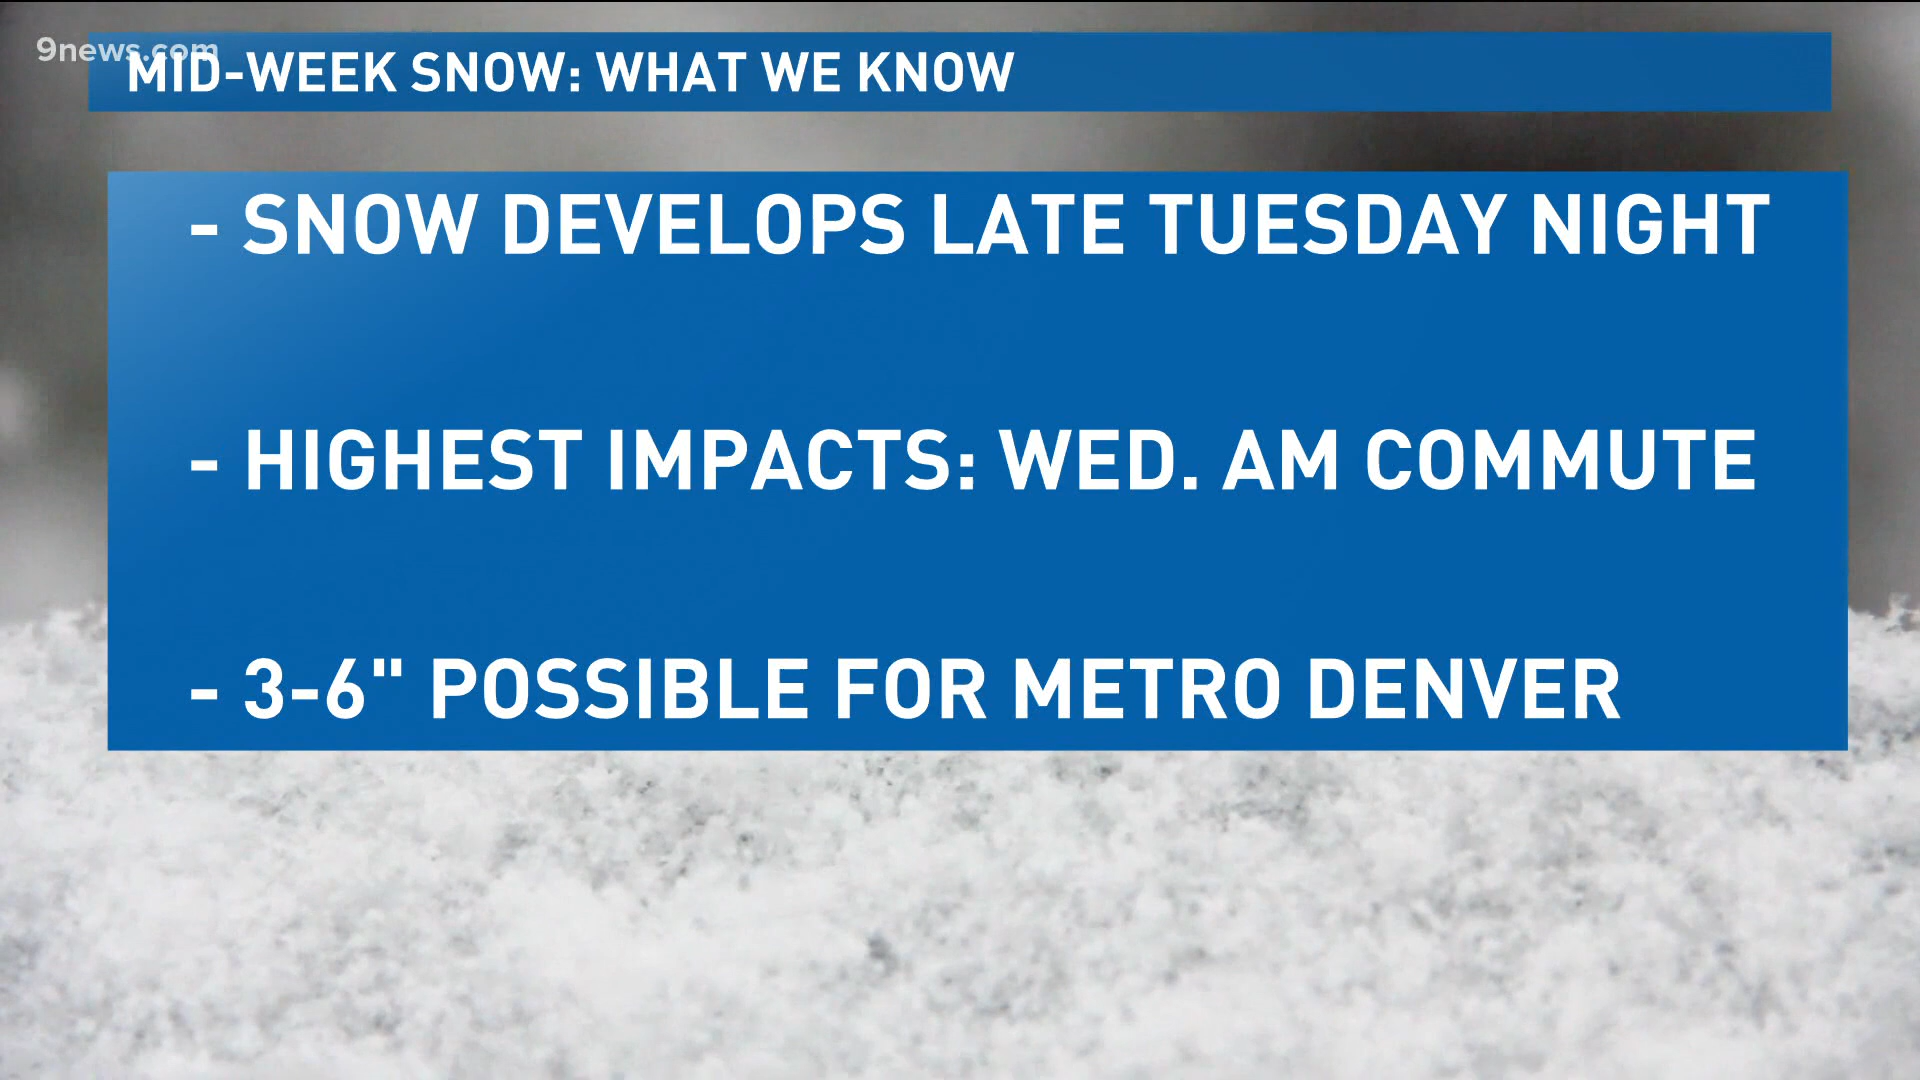 9news.com
MID-WEEK SNOW: WHAT WE KNOW
- SNOW DEVELOPS LATE TUESDAY NIGHT
- HIGHEST IMPACTS: WED. AM COMMUTE
- 3-6" POSSIBLE FOR METRO DENVER